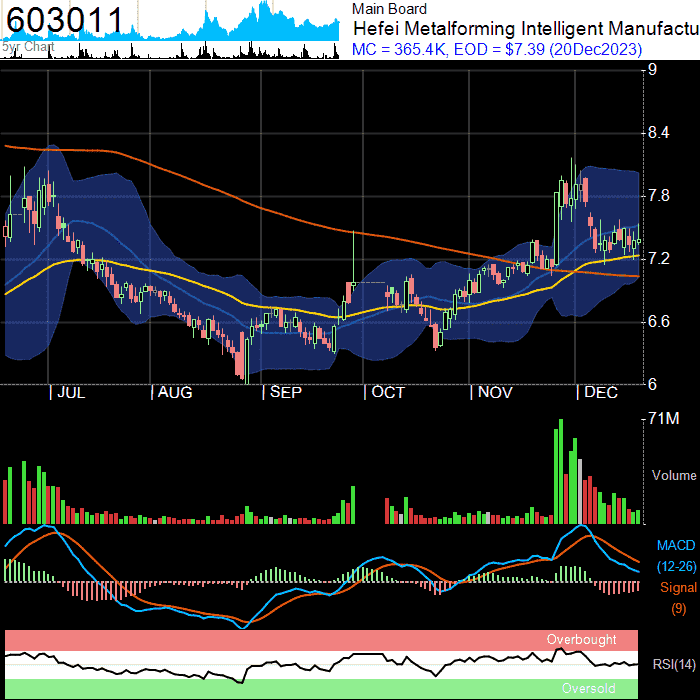 603011
5yr Chart
Main Board
Hefei Metalforming Intelligent Manufactu
MC = 365.4K, EOD = $7.39 (20Dec2023)
9
8.4
7.8
7.2
6.6
6
| JUL | AUG | SEP | OCT | NOV | DEC
71M
Volume
MACD
(12-26)
Signal
(9)
Overbought
RSI(14)
Oversold